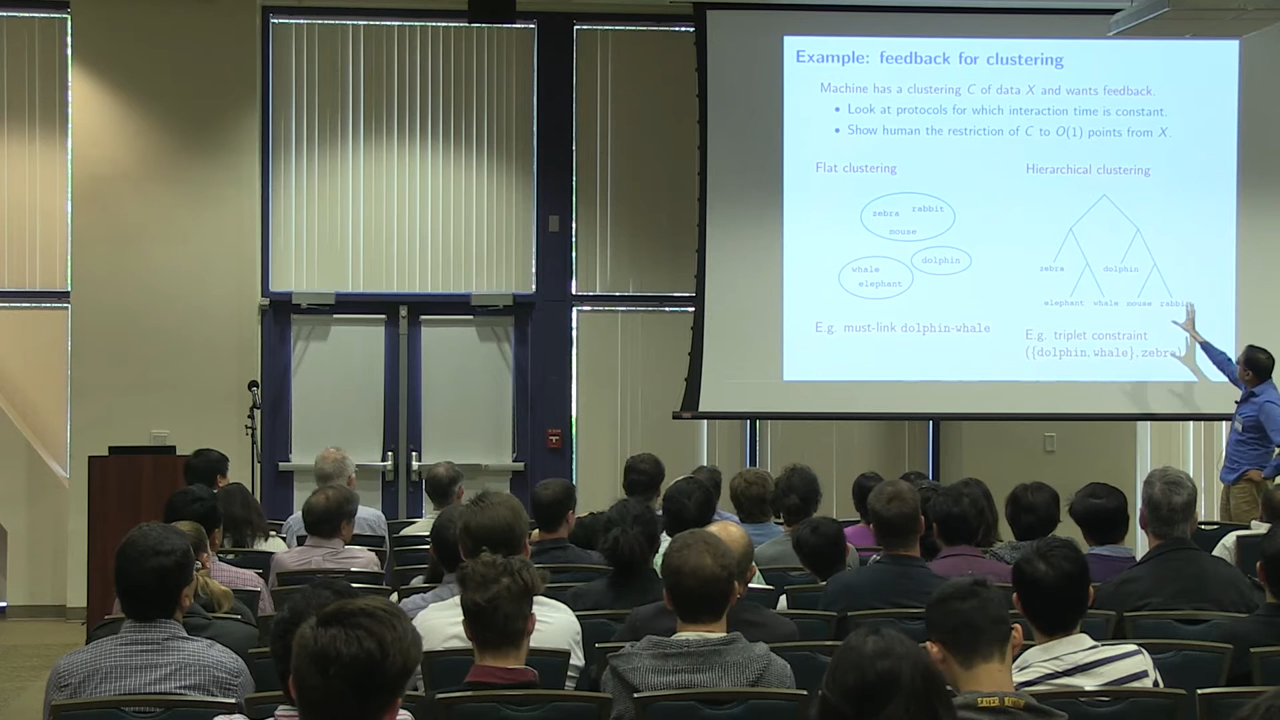 Example: feedback for clustering
Machine has a clustering C of data X and wants feedback.
• Look at protocols for which interaction time is constant.
• Show human the restriction of C to O(1) points from X.
Flat clustering
zebra rabbit
mouse
dolphin
whale
elephant
E.g. must-link dolphin-whale
Hierarchical clustering
zebra dolphin
elephant whale mouse rabbit
E.g. triplet constraint
({dolphin, whale}, zebra)